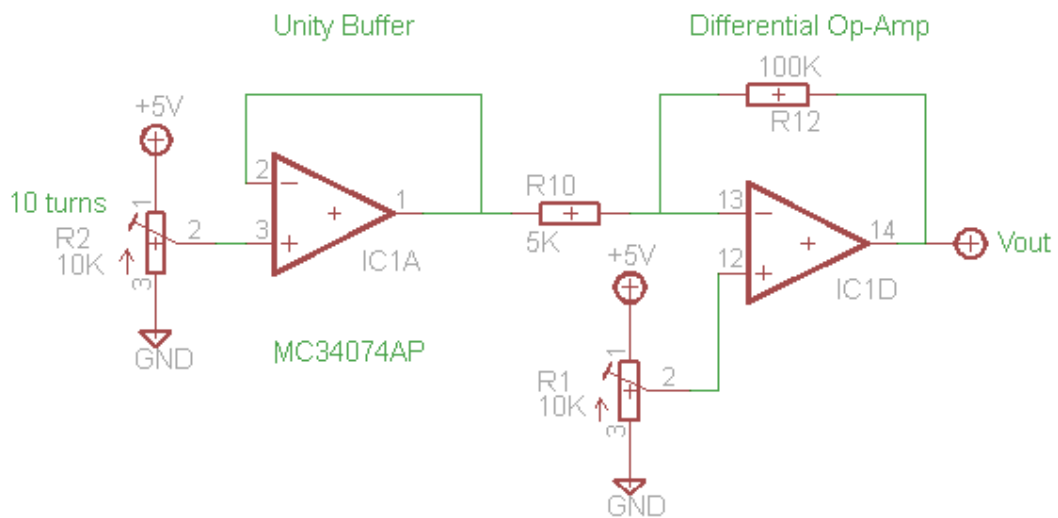 Unity Buffer
Differential Op-Amp
100K
R12
+5V
2
1
3
IC1A
10 turns
1
2
3
R2
10K
GND
MC34074AP
R10
5K
13
12
14
IC1D
Vout
+5V
1
2
3
R1
10K
GND